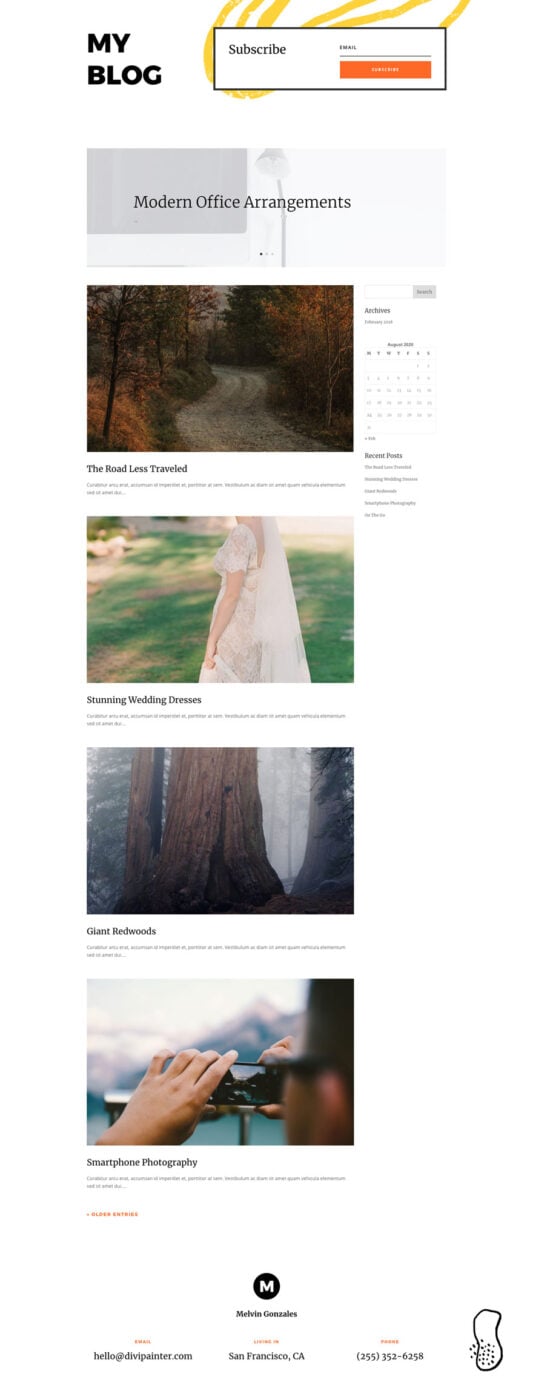 MY
BLOG
Subscribe
EMAIL
SUBSCRIBE
Modern Office Arrangements
Search
Archives
February 2018
August 2020
M T W T F S S
1 2
3 4 5 6 7 8 9
10 11 12 13 14 15 16
17 18 19 20 21 22 23
24 25 26 27 28 29 30
31
« Feb
Recent Posts
The Road Less Traveled
Stunning Wedding Dresses
Giant Redwoods
Smartphone Photography
On The Go
The Road Less Traveled
Curabitur arcu erat, accumsan id imperdiet et, porttitor at sem. Vestibulum ac diam sit amet quam vehicula elementum
sed sit amet dui....
Stunning Wedding Dresses
Curabitur arcu erat, accumsan id imperdiet et, porttitor at sem. Vestibulum ac diam sit amet quam vehicula elementum
sed sit amet dui....
Giant Redwoods
Curabitur arcu erat, accumsan id imperdiet et, porttitor at sem. Vestibulum ac diam sit amet quam vehicula elementum
sed sit amet dui....
Smartphone Photography
Curabitur arcu erat, accumsan id imperdiet et, porttitor at sem. Vestibulum ac diam sit amet quam vehicula elementum
sed sit amet dui....
« OLDER ENTRIES
M
Melvin Gonzales
EMAIL
hello@divipainter.com
LIVING IN
San Francisco, CA
PHONE
(255) 352-6258